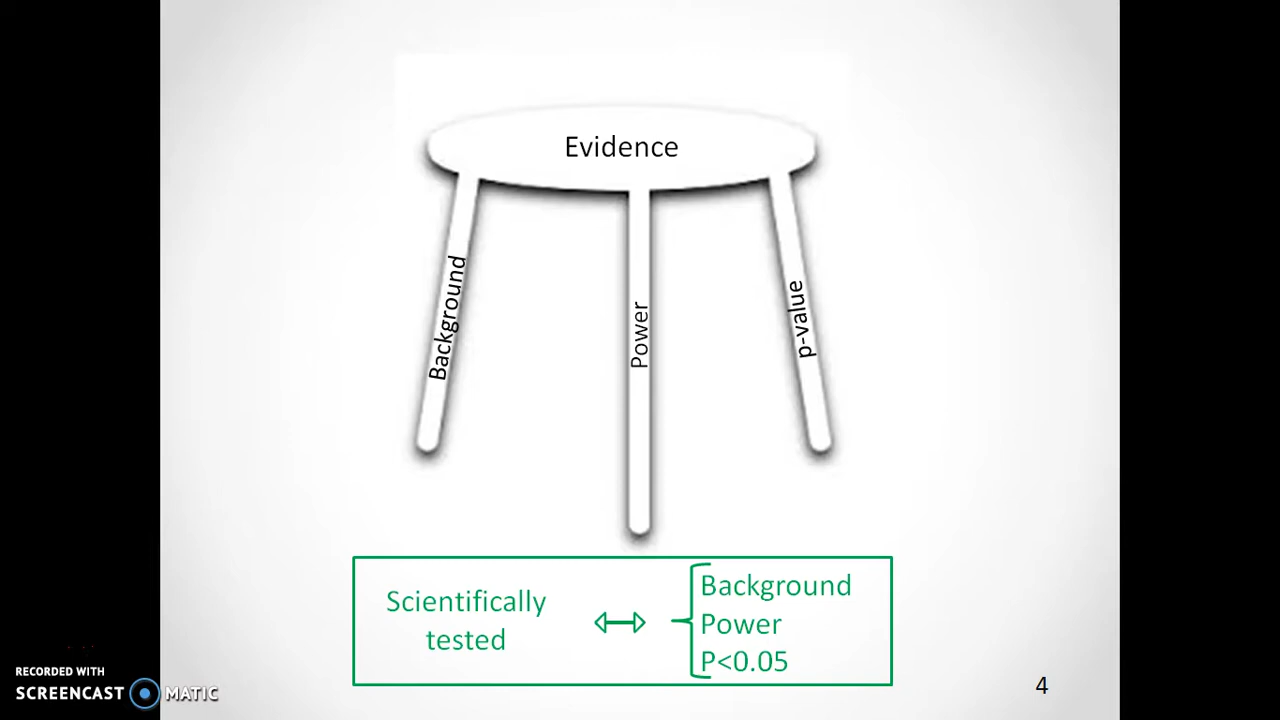 Evidence
Background
Power
p-value
Scientifically
tested
Background
Power
P<0.05
4
RECORDED WITH
SCREENCAST MATIC